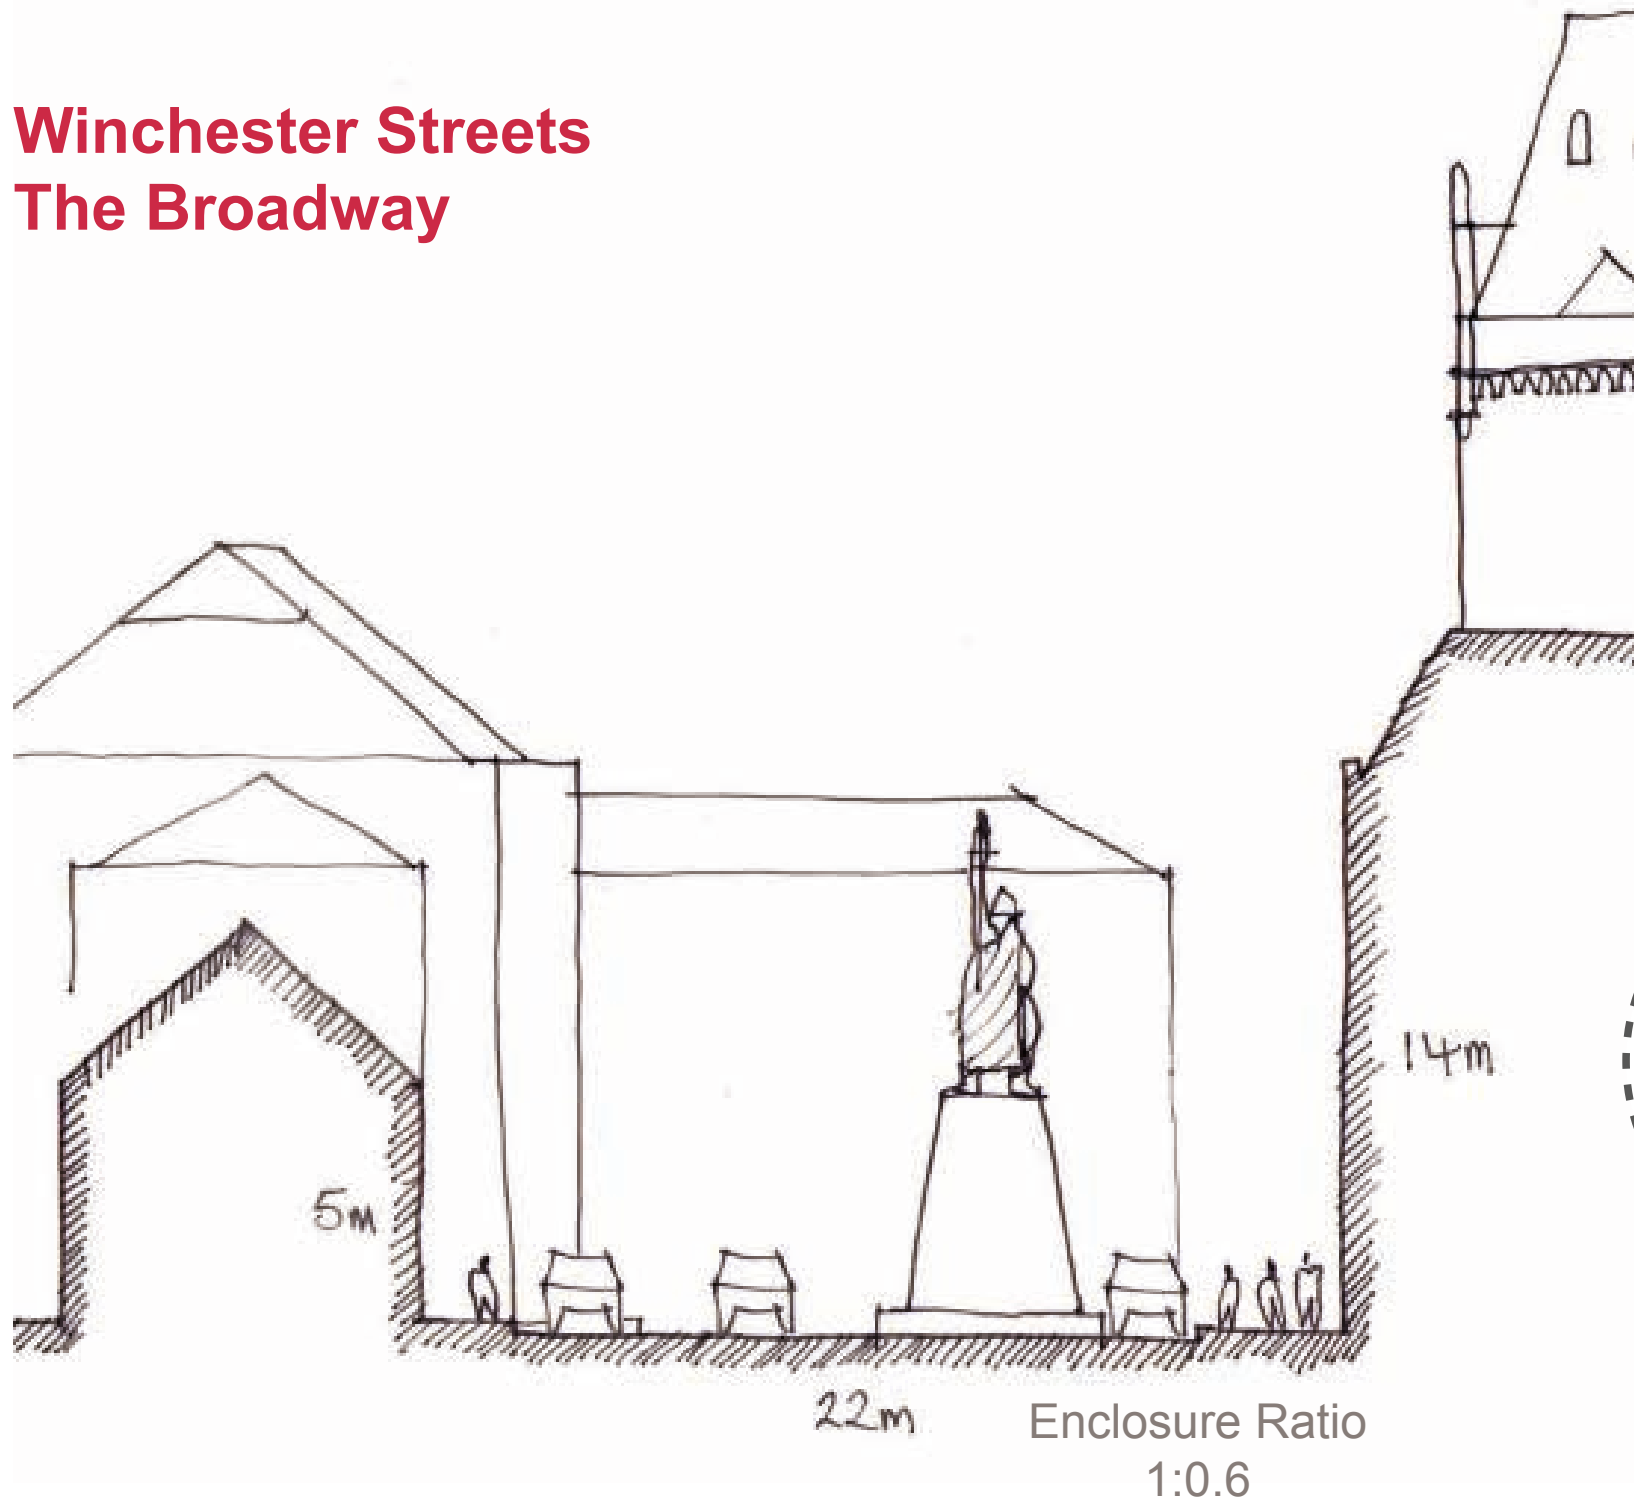 Winchester Streets
The Broadway
14m
5m
22m
Enclosure Ratio
1:0.6